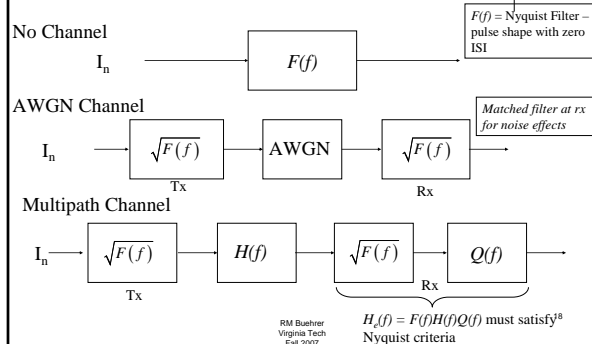 F(f) = Nyquist Filter –
pulse shape with zero
ISI
No Channel
I_n
F(f)
AWGN Channel
Matched filter at rx
for noise effects
I_n
√F(f)
AWGN
√F(f)
Tx
Rx
Multipath Channel
I_n
√F(f)
H(f)
√F(f)
Q(f)
Tx
Rx
H_e(f) = F(f)H(f)Q(f) must satisfy
Nyquist criteria
18
RM Buehrer
Virginia Tech
Fall 2007